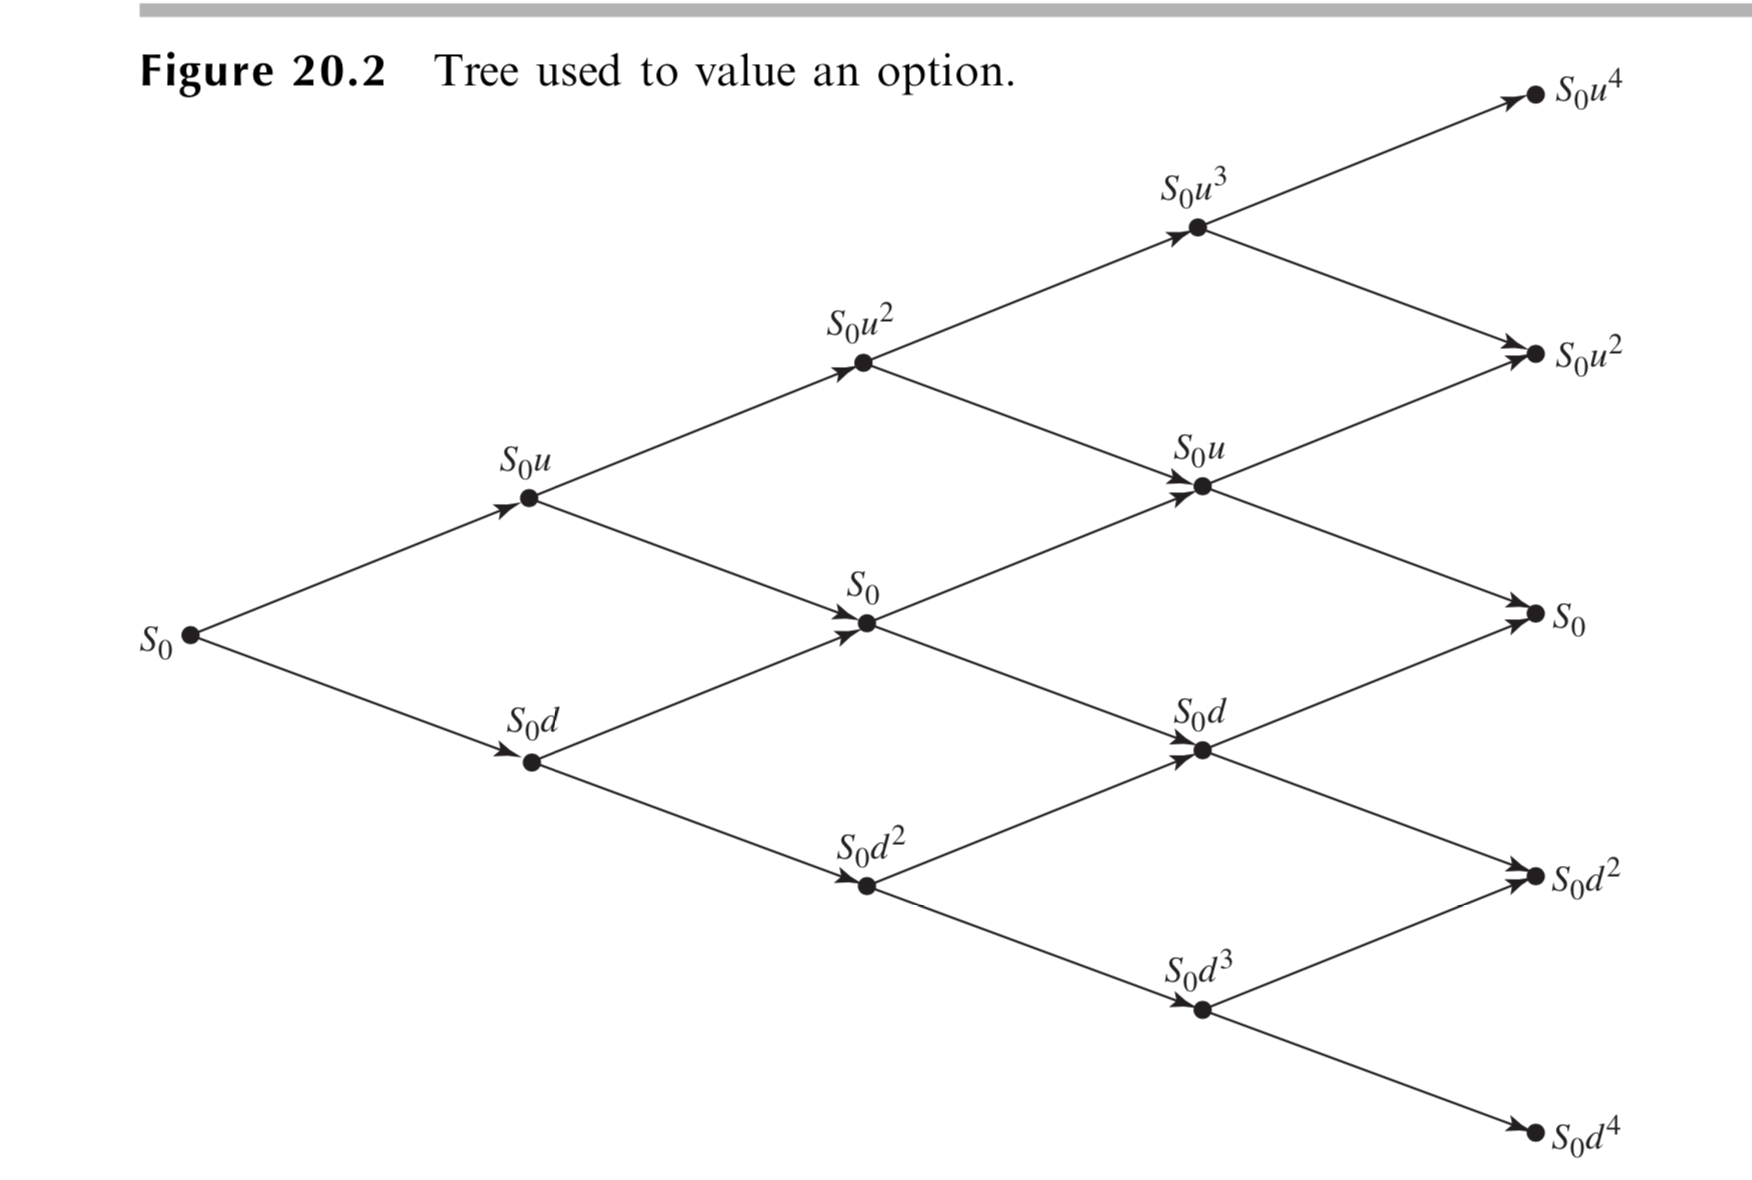 Figure 20.2 Tree used to value an option.
S₀u⁴
S₀u³
S₀u²
S₀u²
S₀u
S₀u
S₀
S₀
S₀
S₀d
S₀d
S₀d²
S₀d²
S₀d³
S₀d⁴